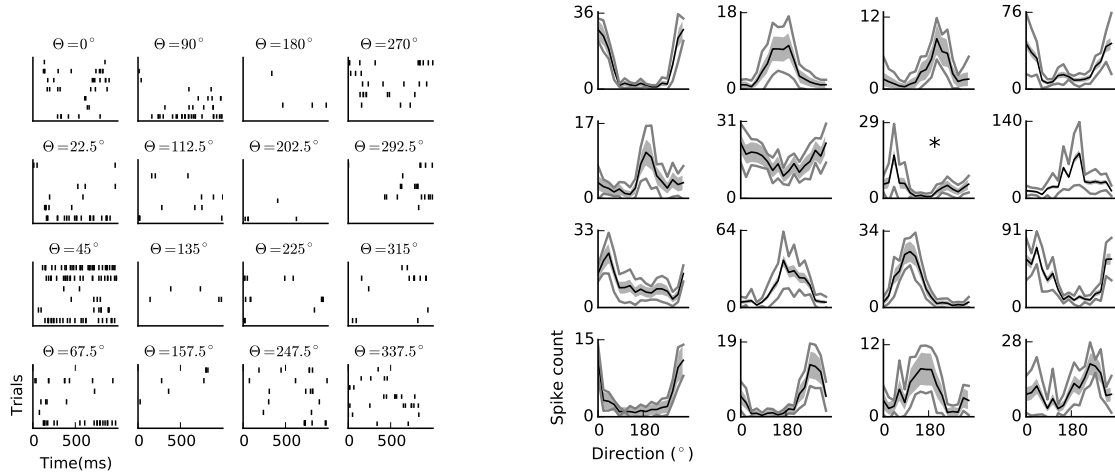 Θ=0° Θ=90° Θ=180° Θ=270°
Θ=22.5° Θ=112.5° Θ=202.5° Θ=292.5°
Θ=45° Θ=135° Θ=225° Θ=315°
Θ=67.5° Θ=157.5° Θ=247.5° Θ=337.5°
Trials
0 500 0 500 0 500 0 500
Time(ms)
36 18 12 76
0 0 0 0
17 31 29 * 140
0 0 0 0
33 64 34 91
0 0 0 0
15 19 12 28
0 0 0 0
Spike count
0 180 0 180 0 180 0 180
Direction (°)